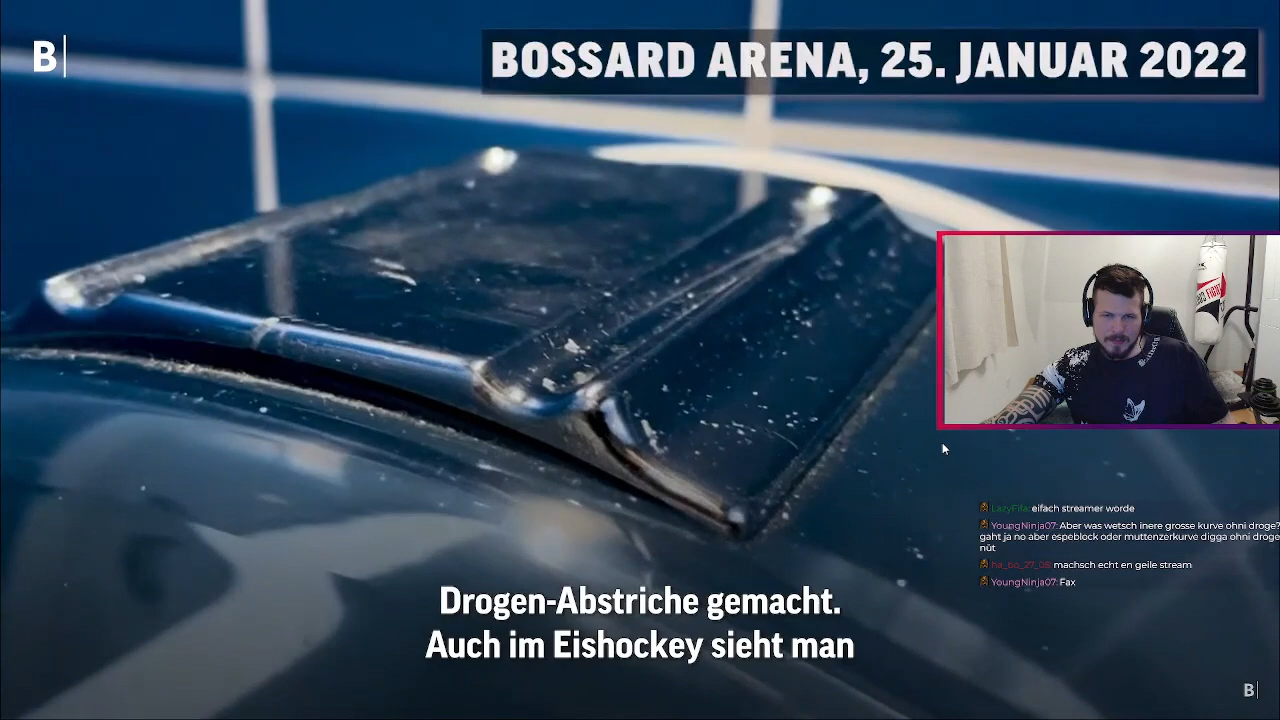 B|
BOSSARD ARENA, 25. JANUAR 2022
LazyFifa: eifach streamer worde
YoungNinja07: Aber was wetsch inere grosse kurve ohni droge?
gaht ja no aber espeblock oder muttenzerkurve digga ohni droge
nüt
ha_bo_27_05: machsch echt en geile stream
YoungNinja07: Fax
Drogen-Abstriche gemacht.
Auch im Eishockey sieht man
B|